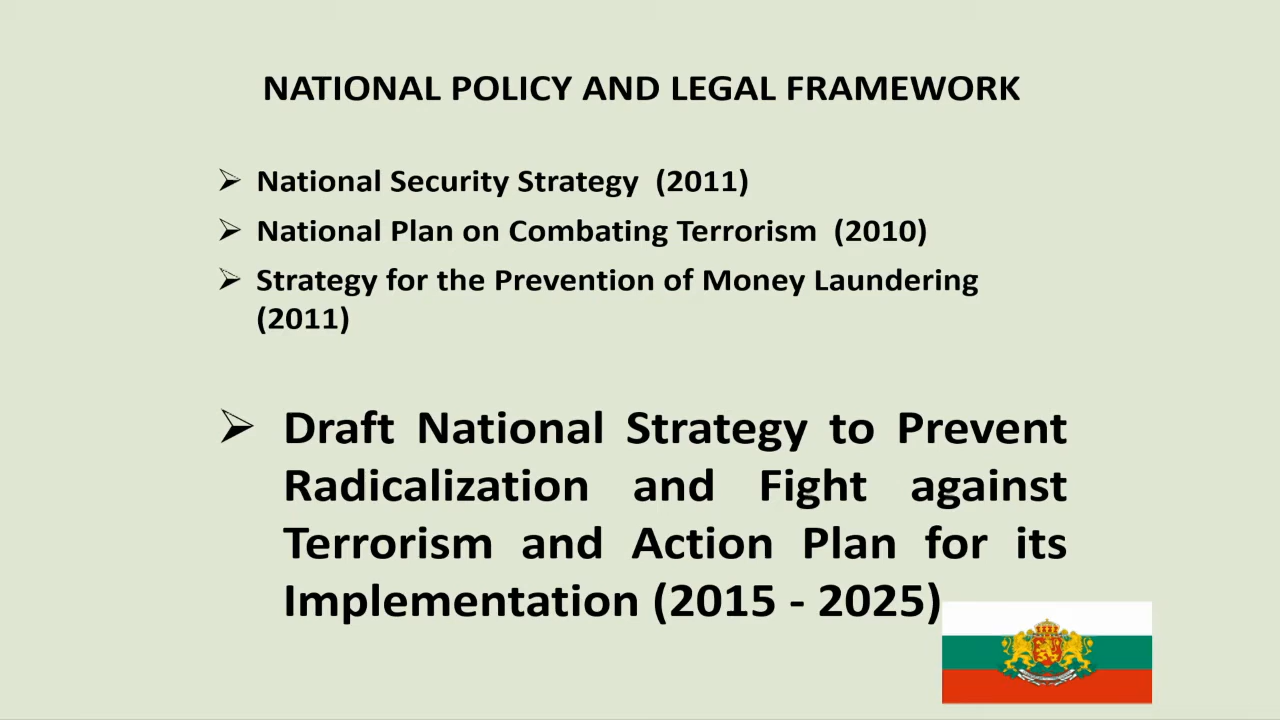 NATIONAL POLICY AND LEGAL FRAMEWORK
National Security Strategy (2011)
National Plan on Combating Terrorism (2010)
Strategy for the Prevention of Money Laundering
(2011)
Draft National Strategy to Prevent
Radicalization and Fight against
Terrorism and Action Plan for its
Implementation (2015 - 2025)